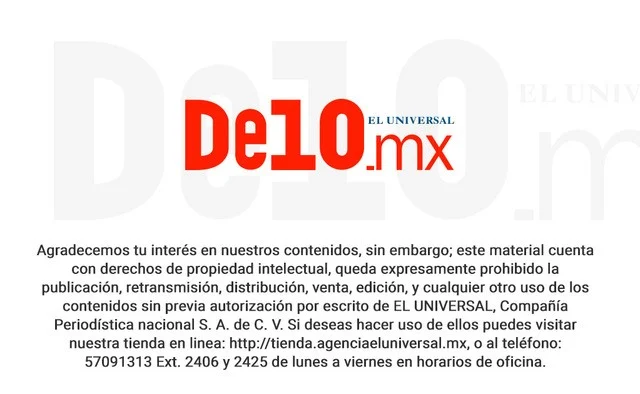 De10.mx
EL UNIVERSAL
De10.mx
EL UNIV
Agradecemos tu interés en nuestros contenidos, sin embargo; este material cuenta
con derechos de propiedad intelectual, queda expresamente prohibido la
publicación, retransmisión, distribución, venta, edición, y cualquier otro uso de los
contenidos sin previa autorización por escrito de EL UNIVERSAL, Compañía
Periodística nacional S. A. de C. V. Si deseas hacer uso de ellos puedes visitar
nuestra tienda en linea: http://tienda.agenciaeluniversal.mx, o al teléfono:
57091313 Ext. 2406 y 2425 de lunes a viernes en horarios de oficina.